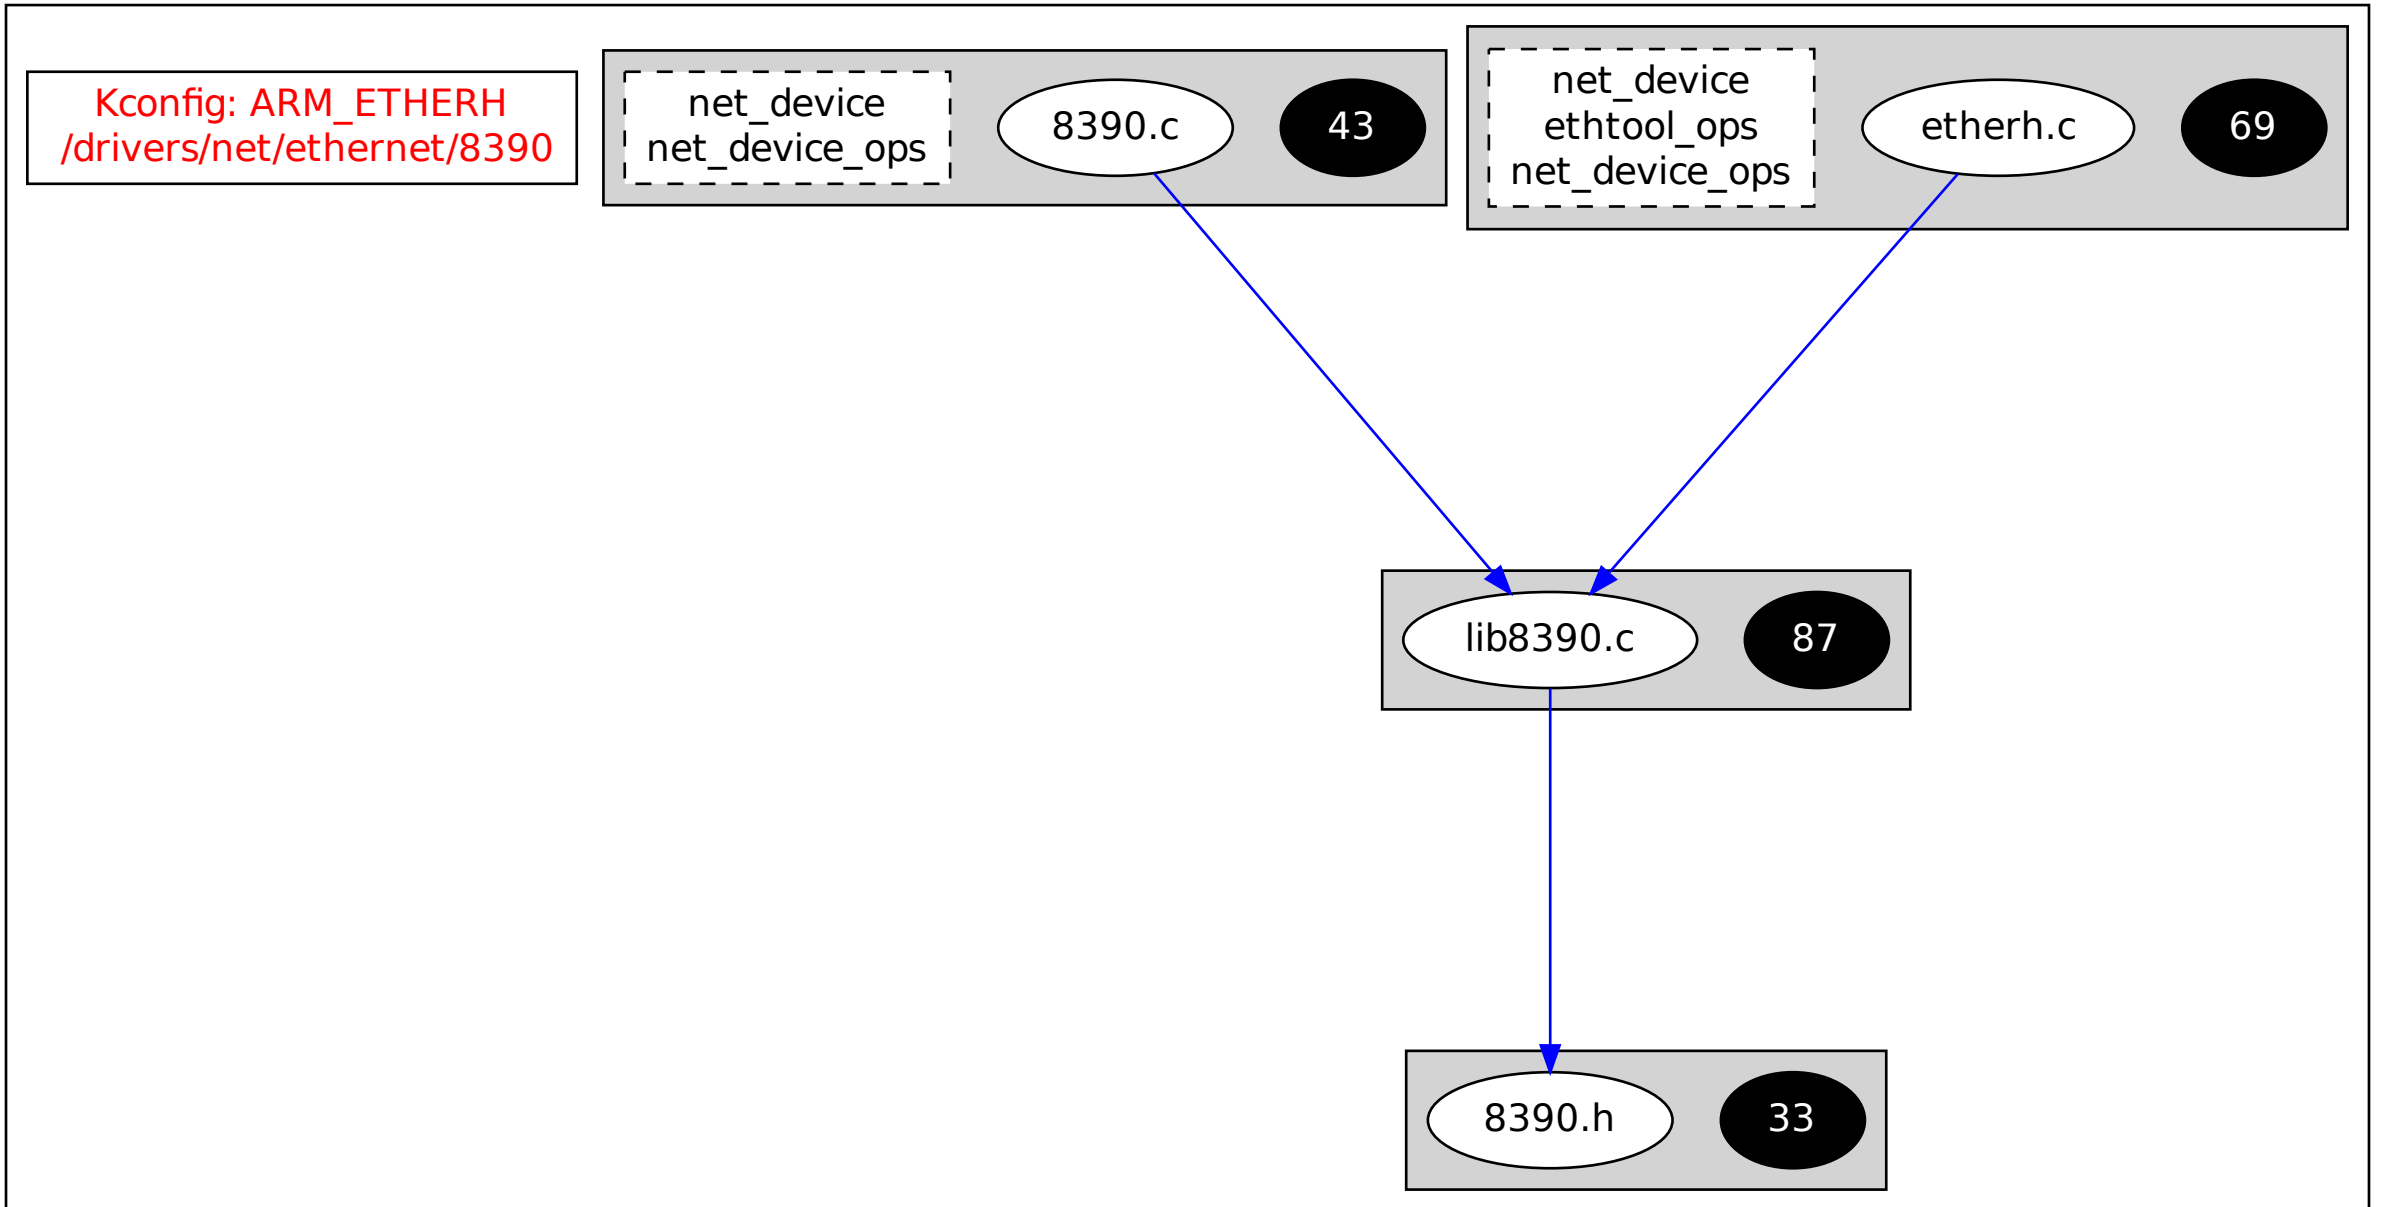 Kconfig: ARM_ETHERH
/drivers/net/ethernet/8390
net_device
net_device_ops
8390.c
43
net_device
ethtool_ops
net_device_ops
etherh.c
69
lib8390.c
87
8390.h
33